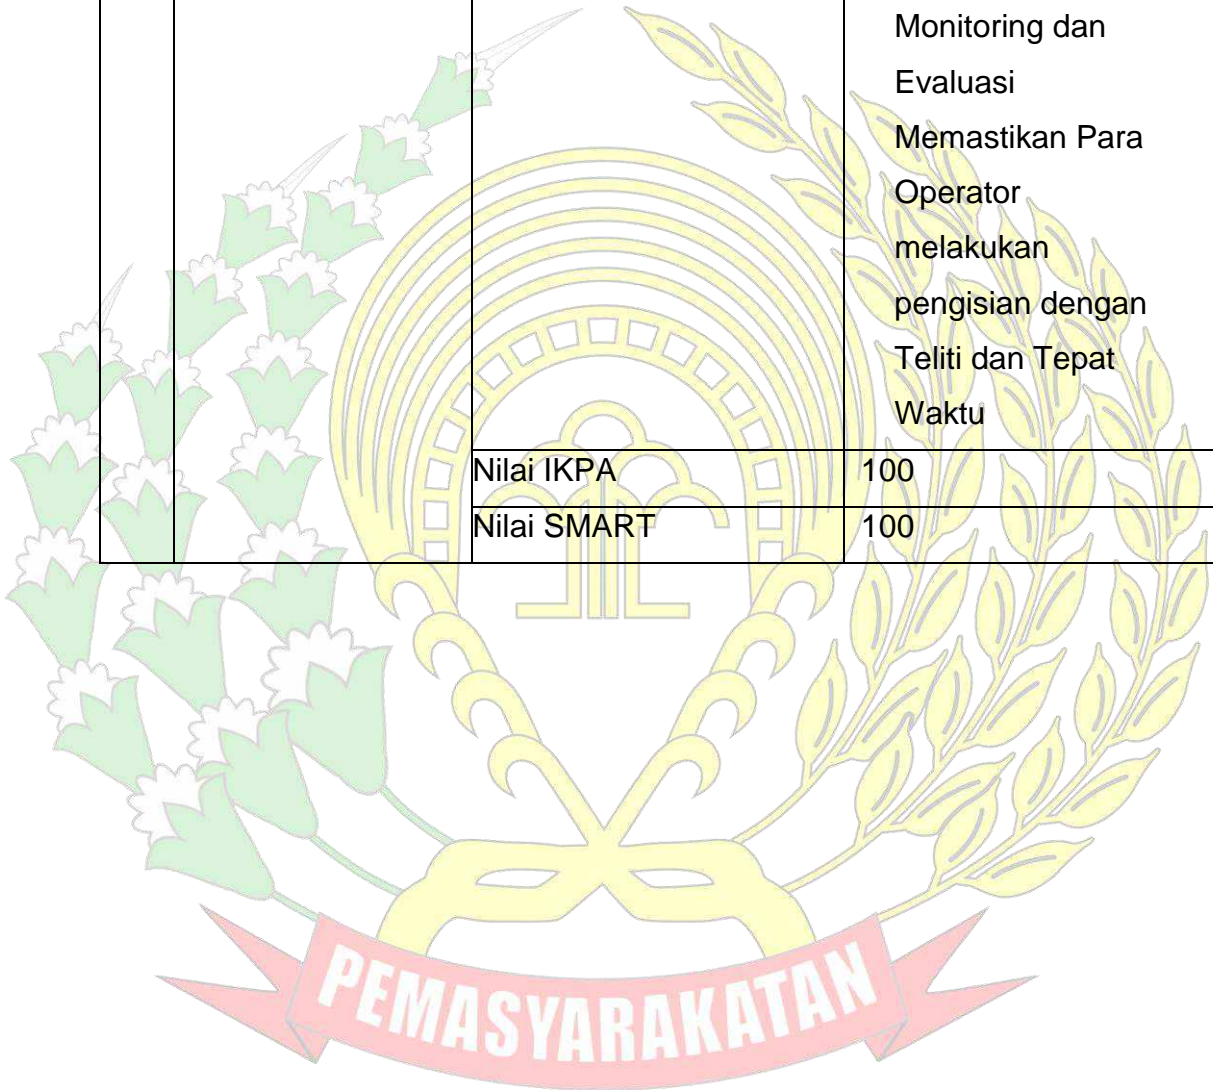 Monitoring dan
Evaluasi
Memastikan Para
Operator
melakukan
pengisian dengan
Teliti dan Tepat
Waktu
Nilai IKPA 100
Nilai SMART 100
PEMASYARAKATAN